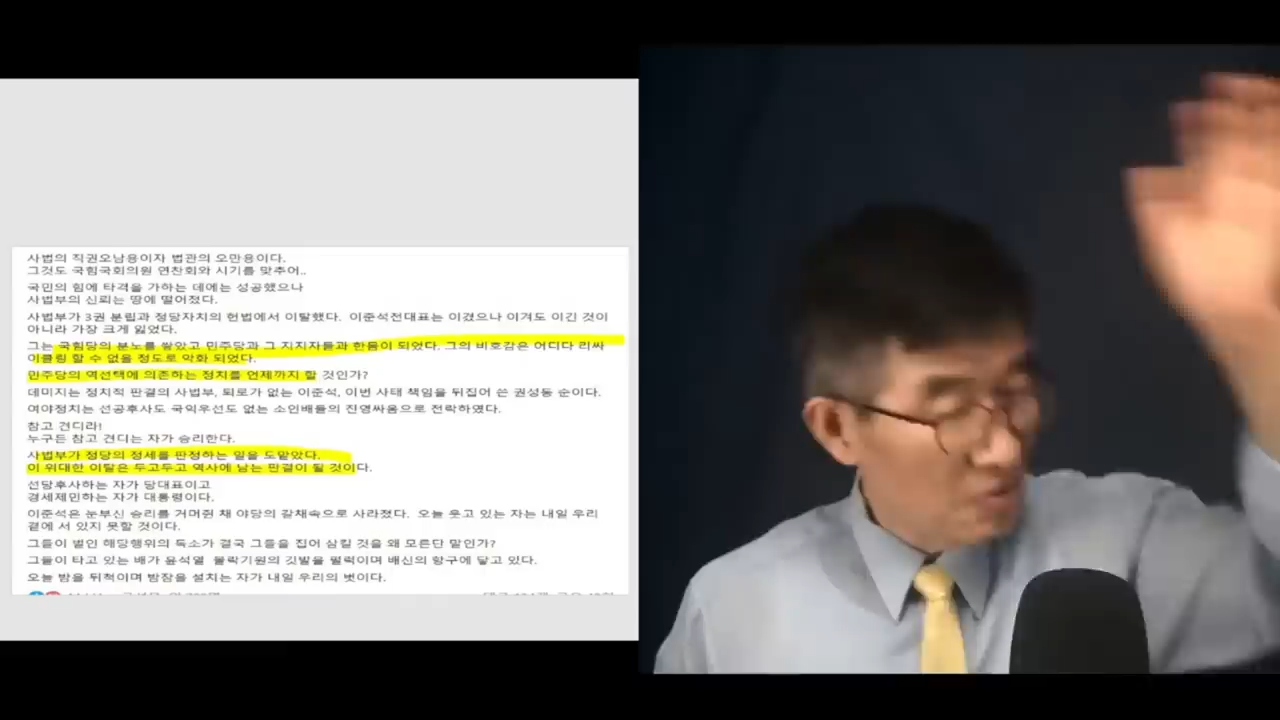 사법의 직권오남용이자 법관의 오만용이다.
그것도 국힘국회의원 연찬회와 시기를 맞추어..
국민의 힘에 타격을 가하는 데에는 성공했으나
사법부의 신뢰는 땅에 떨어졌다.
사법부가 3권 분립과 정당자치의 헌법에서 이탈했다. 이준석전대표는 이겼으나 이겨도 이긴 것이
아니라 가장 크게 잃었다.
그는 국힘당의 분노를 쌓았고 민주당과 그 지지자들과 한몸이 되었다. 그의 비호감은 어디다 리싸
이클링 할 수 없을 정도로 악화 되었다.
민주당의 역선택에 의존하는 정치를 언제까지 할 것인가?
데미지는 정치적 판결의 사법부, 퇴로가 없는 이준석, 이번 사태 책임을 뒤집어 쓴 권성동 순이다.
여야정치는 선공후사도 국익우선도 없는 소인배들의 진영싸움으로 전락하였다.
참고 견디라!
누구든 참고 견디는 자가 승리한다.
사법부가 정당의 정세를 판정하는 일을 도맡았다.
이 위대한 이탈은 두고두고 역사에 남는 판결이 될 것이다.
선당후사하는 자가 당대표이고
경세제민하는 자가 대통령이다.
이준석은 눈부신 승리를 거머쥔 채 야당의 갈채속으로 사라졌다. 오늘 웃고 있는 자는 내일 우리
곁에 서 있지 못할 것이다.
그들이 벌인 해당행위의 독소가 결국 그들을 집어 삼킬 것을 왜 모른단 말인가?
그들이 타고 있는 배가 윤석열 몰락기원의 깃발을 펄럭이며 배신의 항구에 닿고 있다.
오늘 밤을 뒤척이며 밤잠을 설치는 자가 내일 우리의 벗이다.